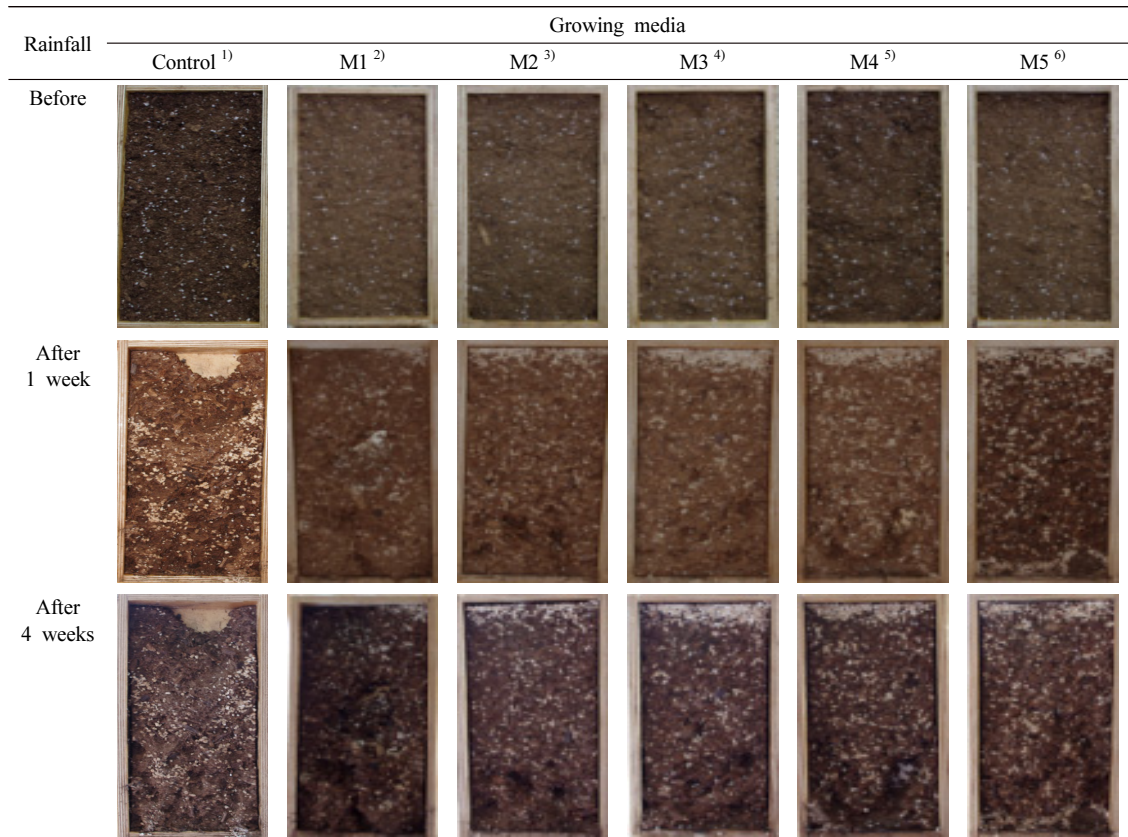 Rainfall
Growing media
Control 1)
M1 2)
M2 3)
M3 4)
M4 5)
M5 6)
Before
After
1 week
After
4 weeks